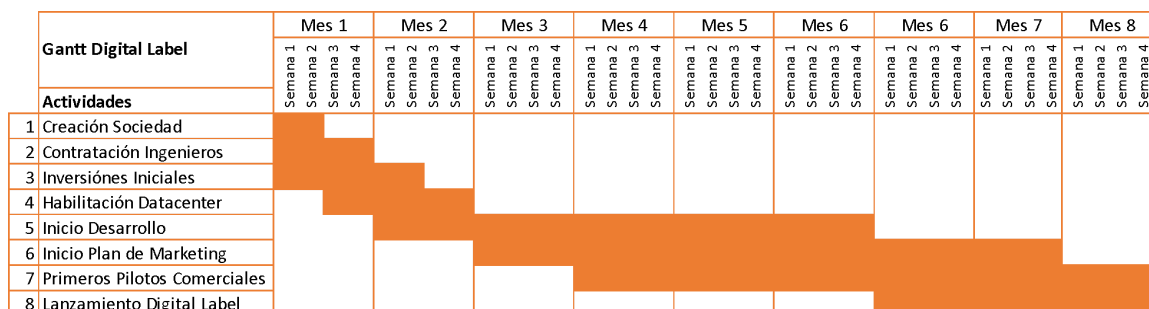 Gantt Digital Label
Mes 1 Mes 2 Mes 3 Mes 4 Mes 5 Mes 6 Mes 6 Mes 7 Mes 8
Semana 1 Semana 2 Semana 3 Semana 4 Semana 1 Semana 2 Semana 3 Semana 4 Semana 1 Semana 2 Semana 3 Semana 4 Semana 1 Semana 2 Semana 3 Semana 4 Semana 1 Semana 2 Semana 3 Semana 4 Semana 1 Semana 2 Semana 3 Semana 4 Semana 1 Semana 2 Semana 3 Semana 4 Semana 1 Semana 2 Semana 3 Semana 4 Semana 1 Semana 2 Semana 3 Semana 4
Actividades
1 Creación Sociedad
2 Contratación Ingenieros
3 Inversiónes Iniciales
4 Habilitación Datacenter
5 Inicio Desarrollo
6 Inicio Plan de Marketing
7 Primeros Pilotos Comerciales
8 Lanzamiento Digital Label